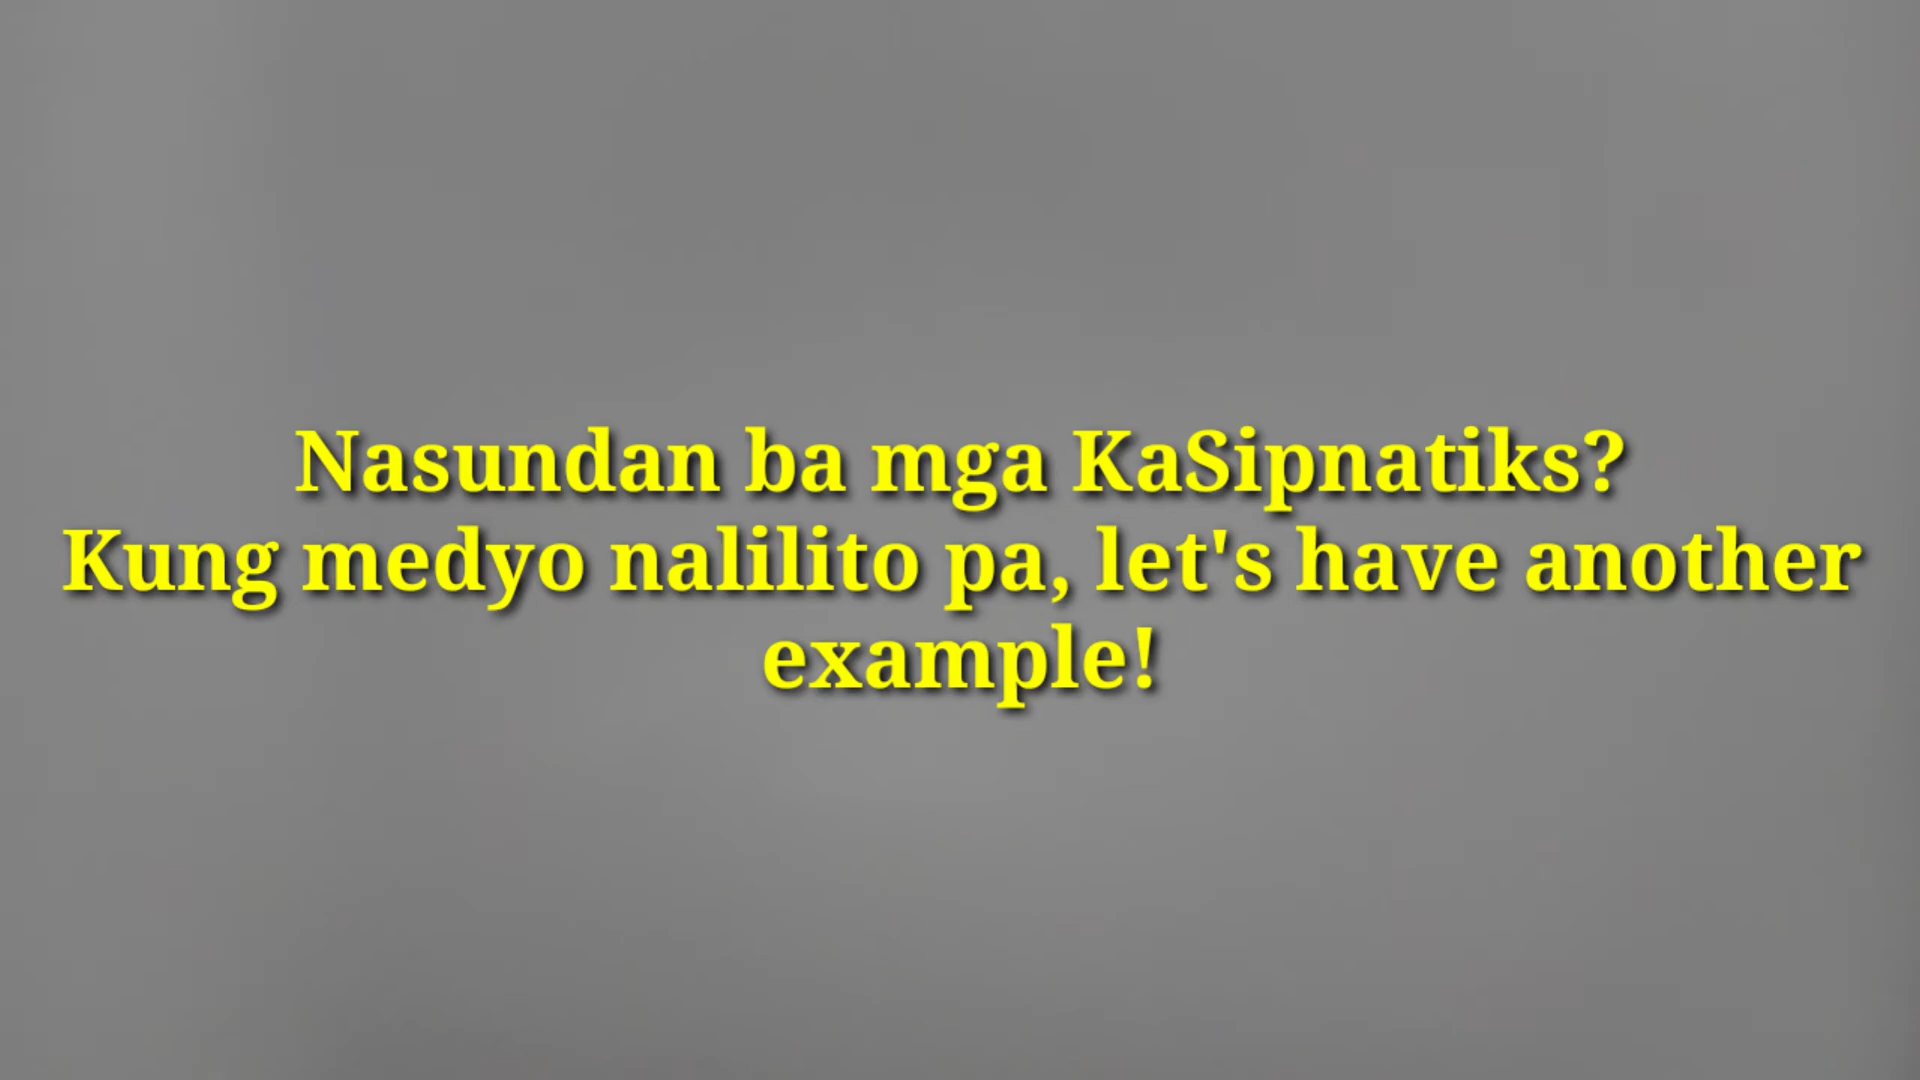 Nasundan ba mga KaSipnatiks?
Kung medyo nalilito pa, let's have another
example!